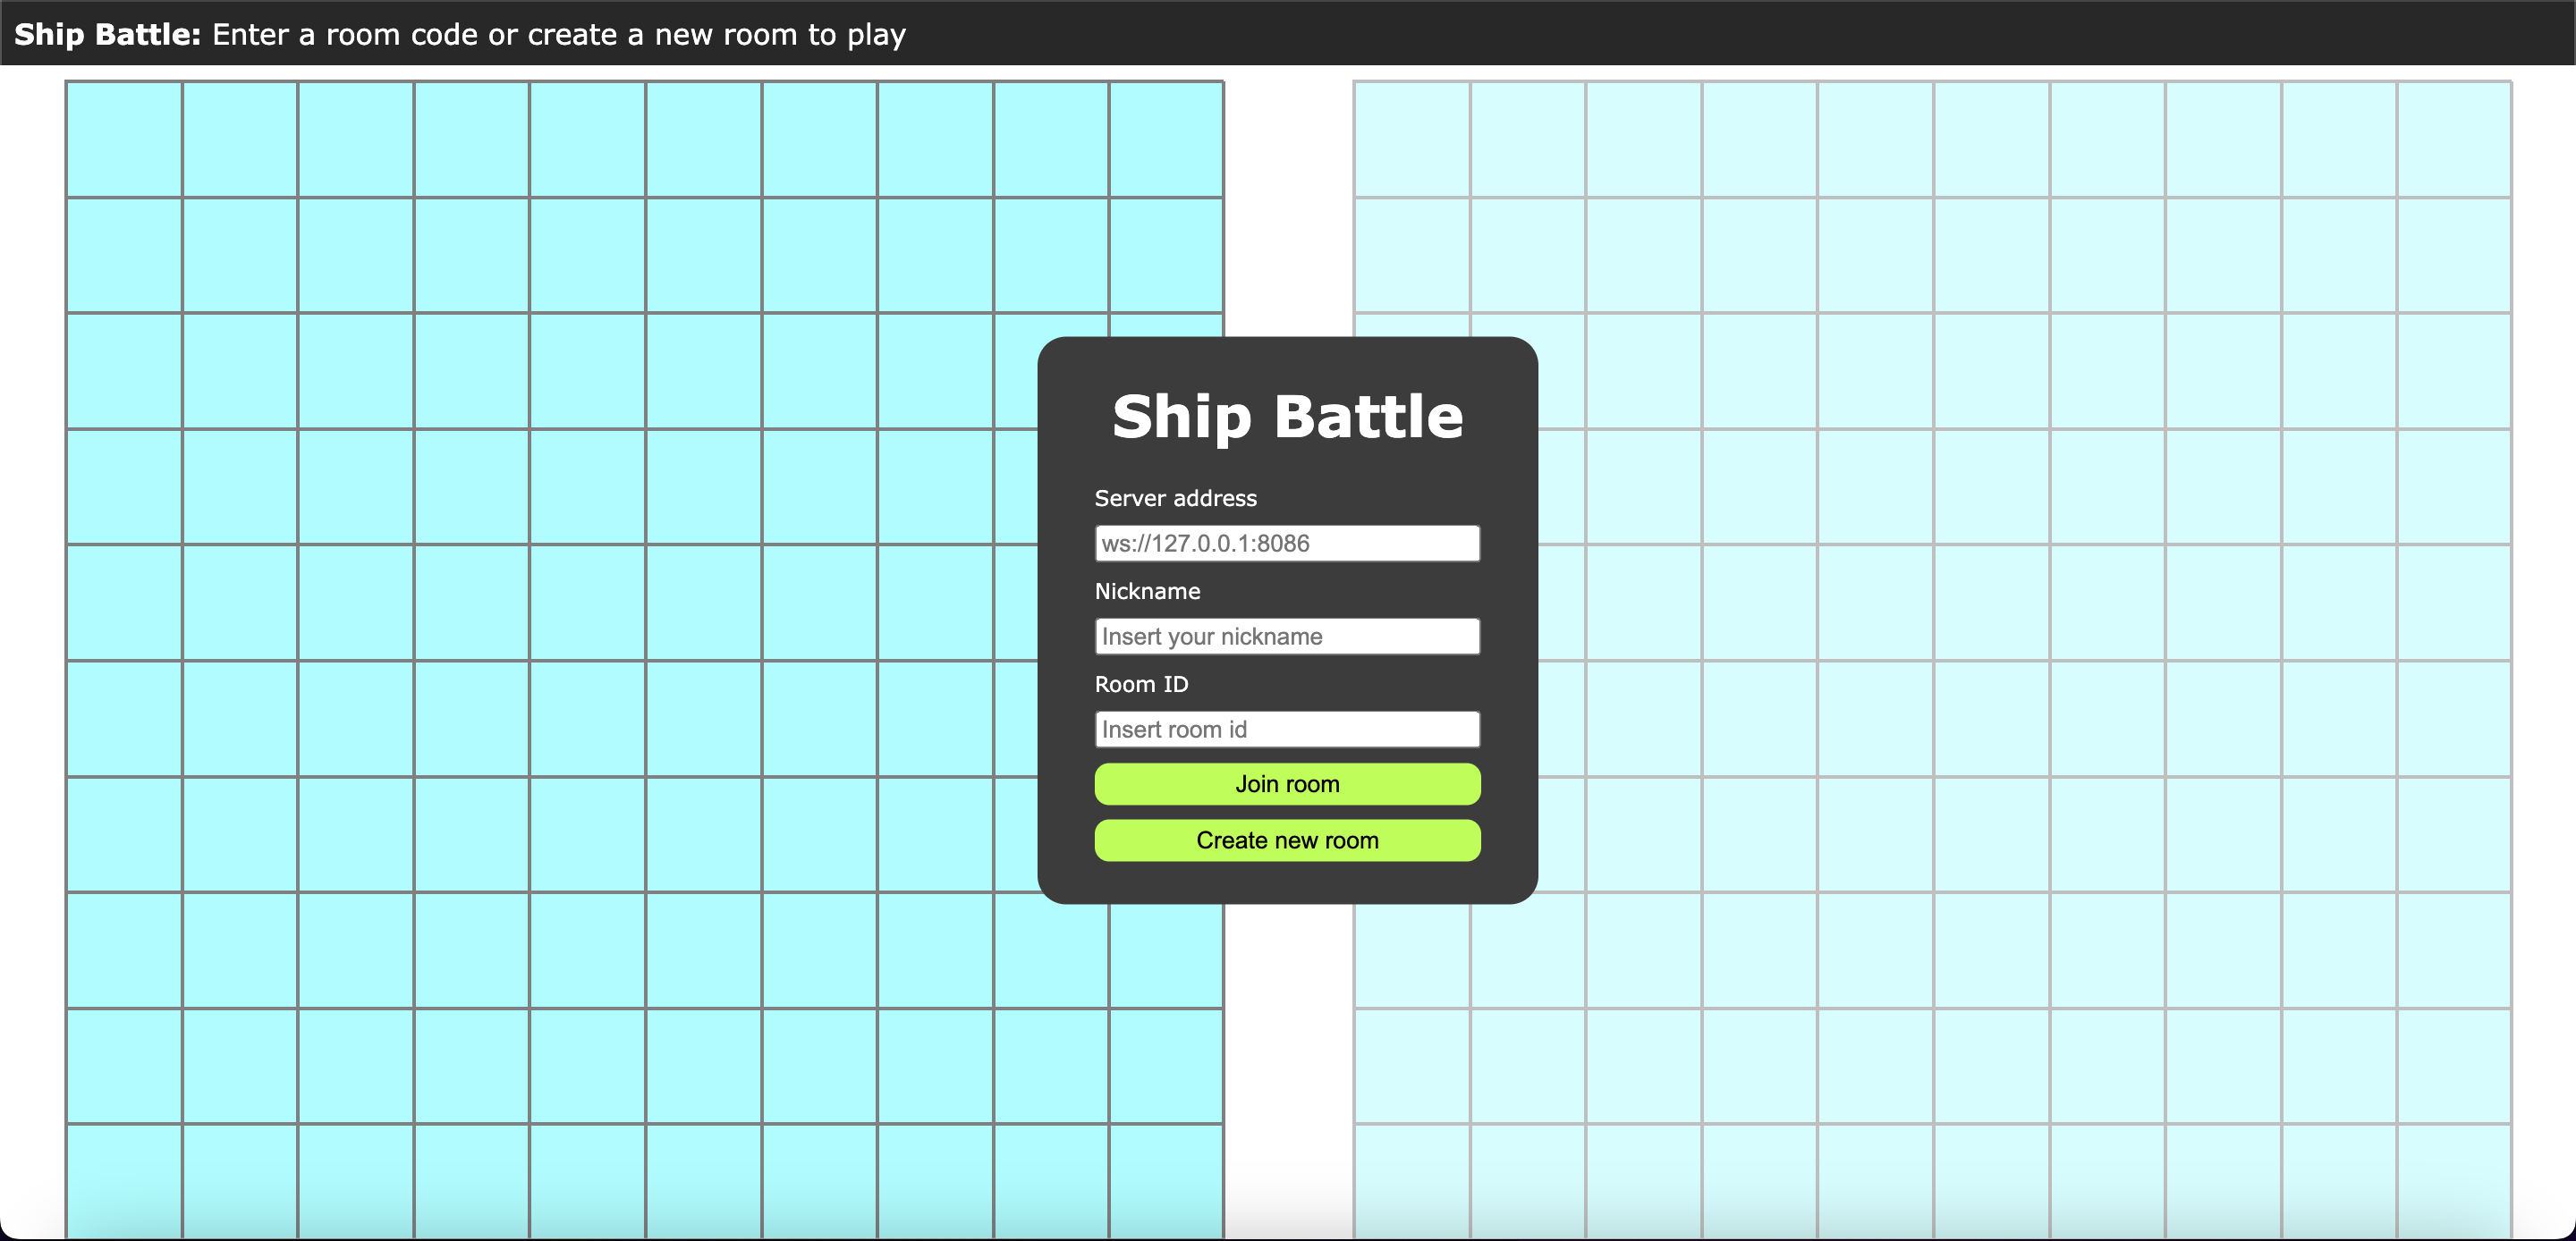 Ship Battle: Enter a room code or create a new room to play
Ship Battle
Server address
ws://127.0.0.1:8086
Nickname
Insert your nickname
Room ID
Insert room id
Join room
Create new room